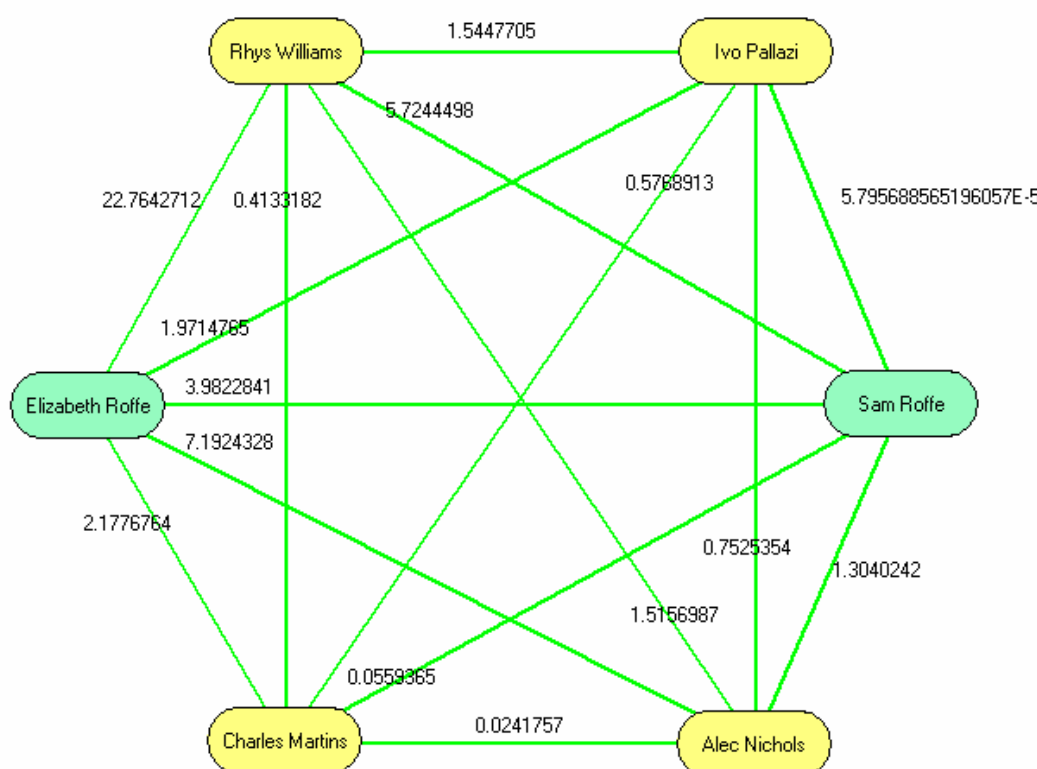 1.5447705
Rhys Williams
Ivo Pallazi
5.7244498
0.5768913
22.7642712
0.4133182
5.795688565196057E-5
1.9714765
3.9822841
Elizabeth Roffe
Sam Roffe
7.1924328
2.1776764
0.7525354
1.3040242
1.5156987
0.0559365
0.0241757
Charles Martins
Alec Nichols